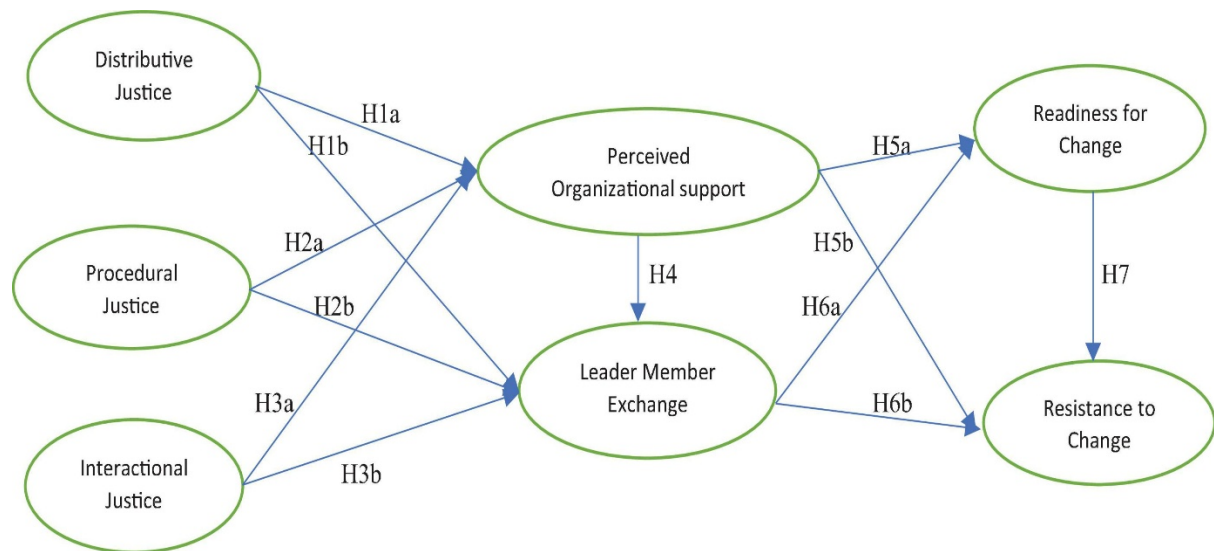 Distributive
Justice
H1a
H1b
Perceived
Organizational support
Readiness for
Change
H5a
H2a
H5b
Procedural
Justice
H2b
H4
H6a
H7
Leader Member
Exchange
H3a
H6b
Resistance to
Change
Interactional
Justice
H3b